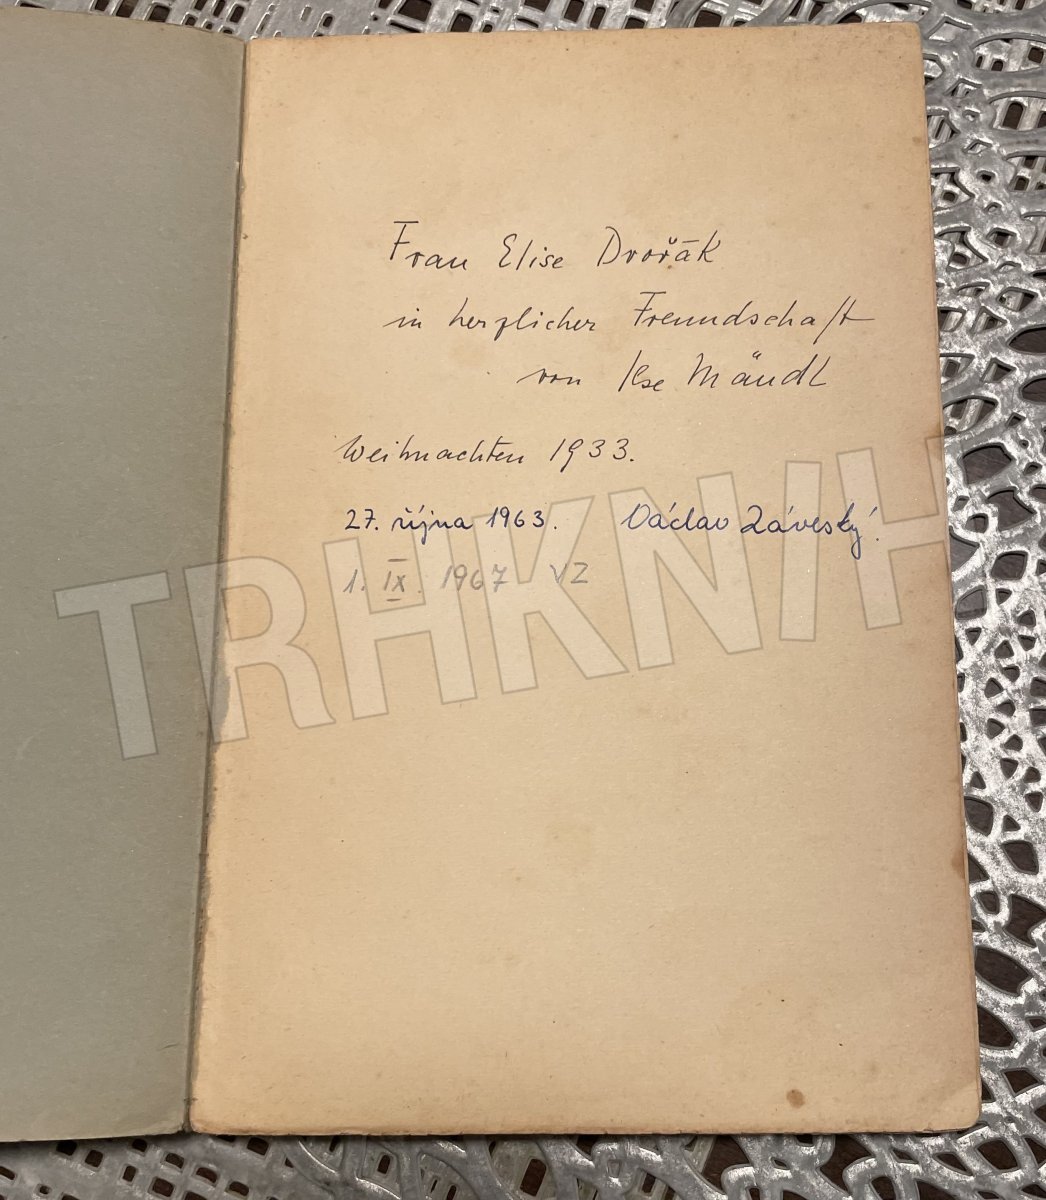 Frau Elise Dvořák
in herzlicher Freundschaft
von Ilse Mändl
Weihnachten 1933.
27. října 1963. Václav Záveský.
1. IX. 1967 VZ
TRHKNIH